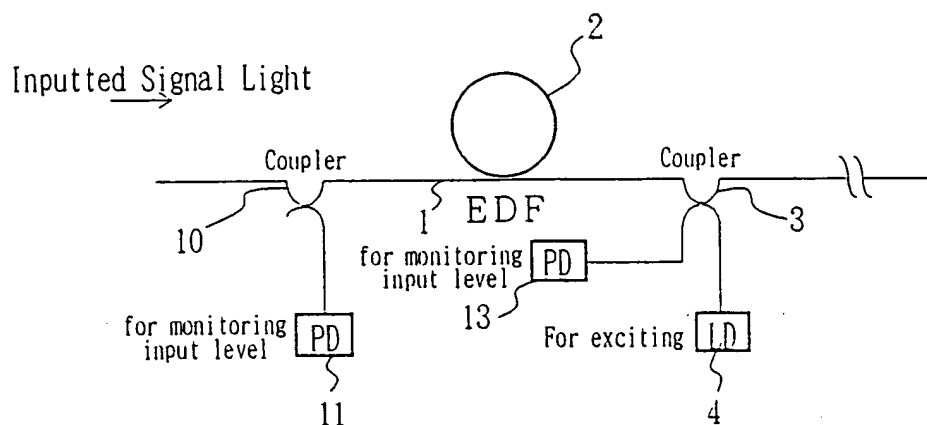 2
Inputted Signal Light
Coupler
Coupler
10
1
EDF
3
for monitoring
input level
PD
13
for monitoring
input level
PD
For exciting
LD
11
4